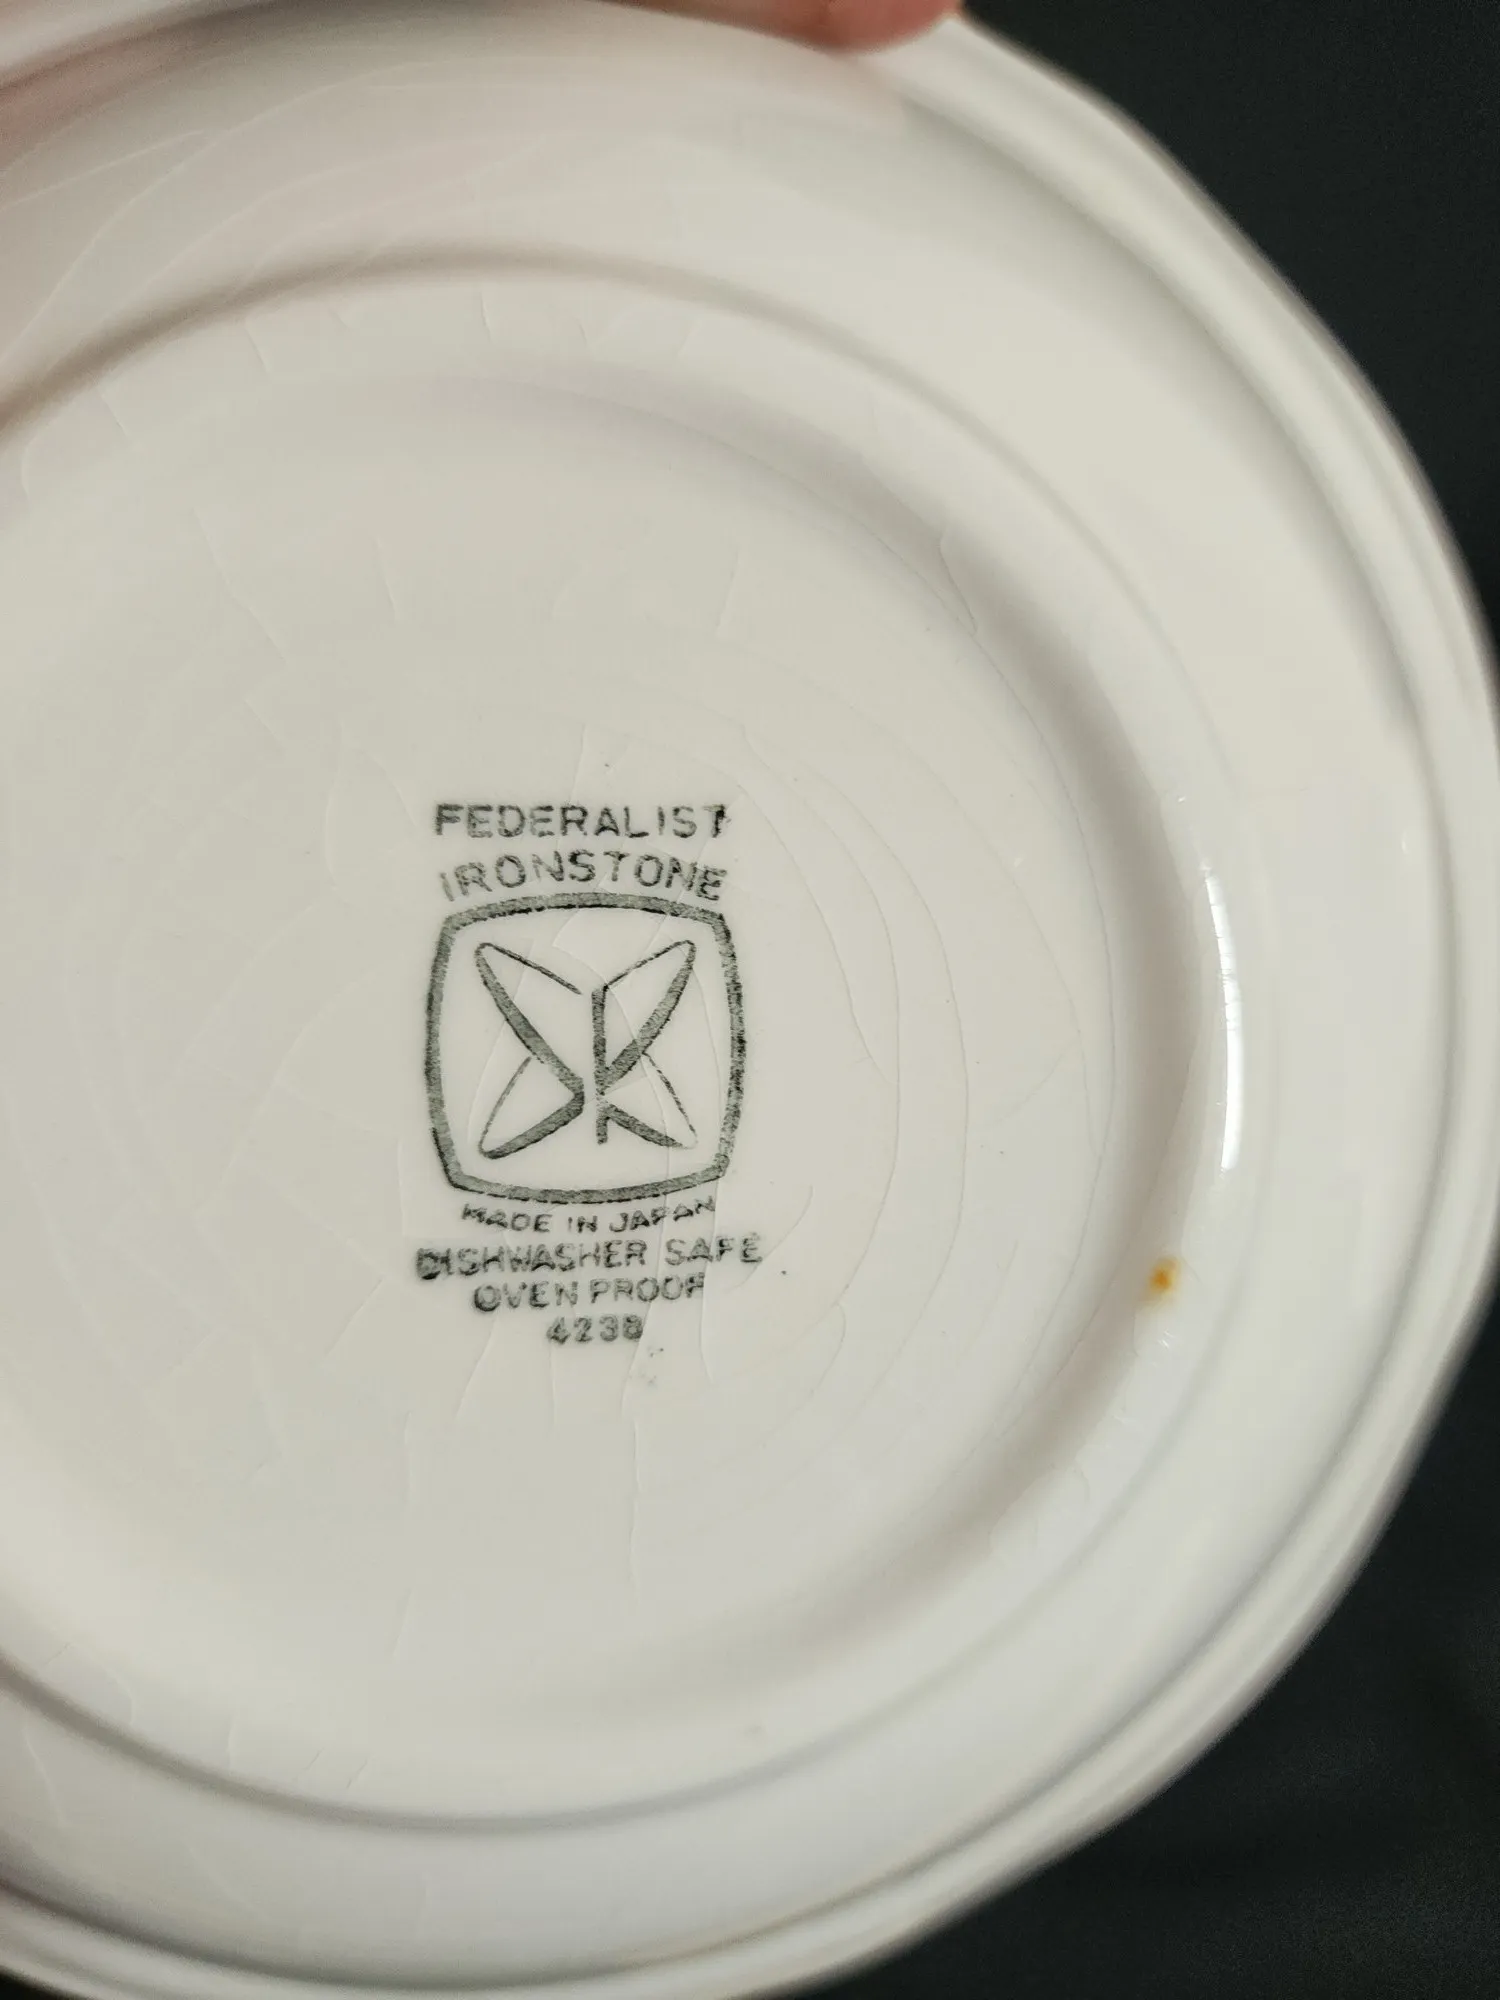 FEDERALIST
IRONSTONE
MADE IN JAPAN
DISHWASHER SAFE
OVEN PROOF
4238